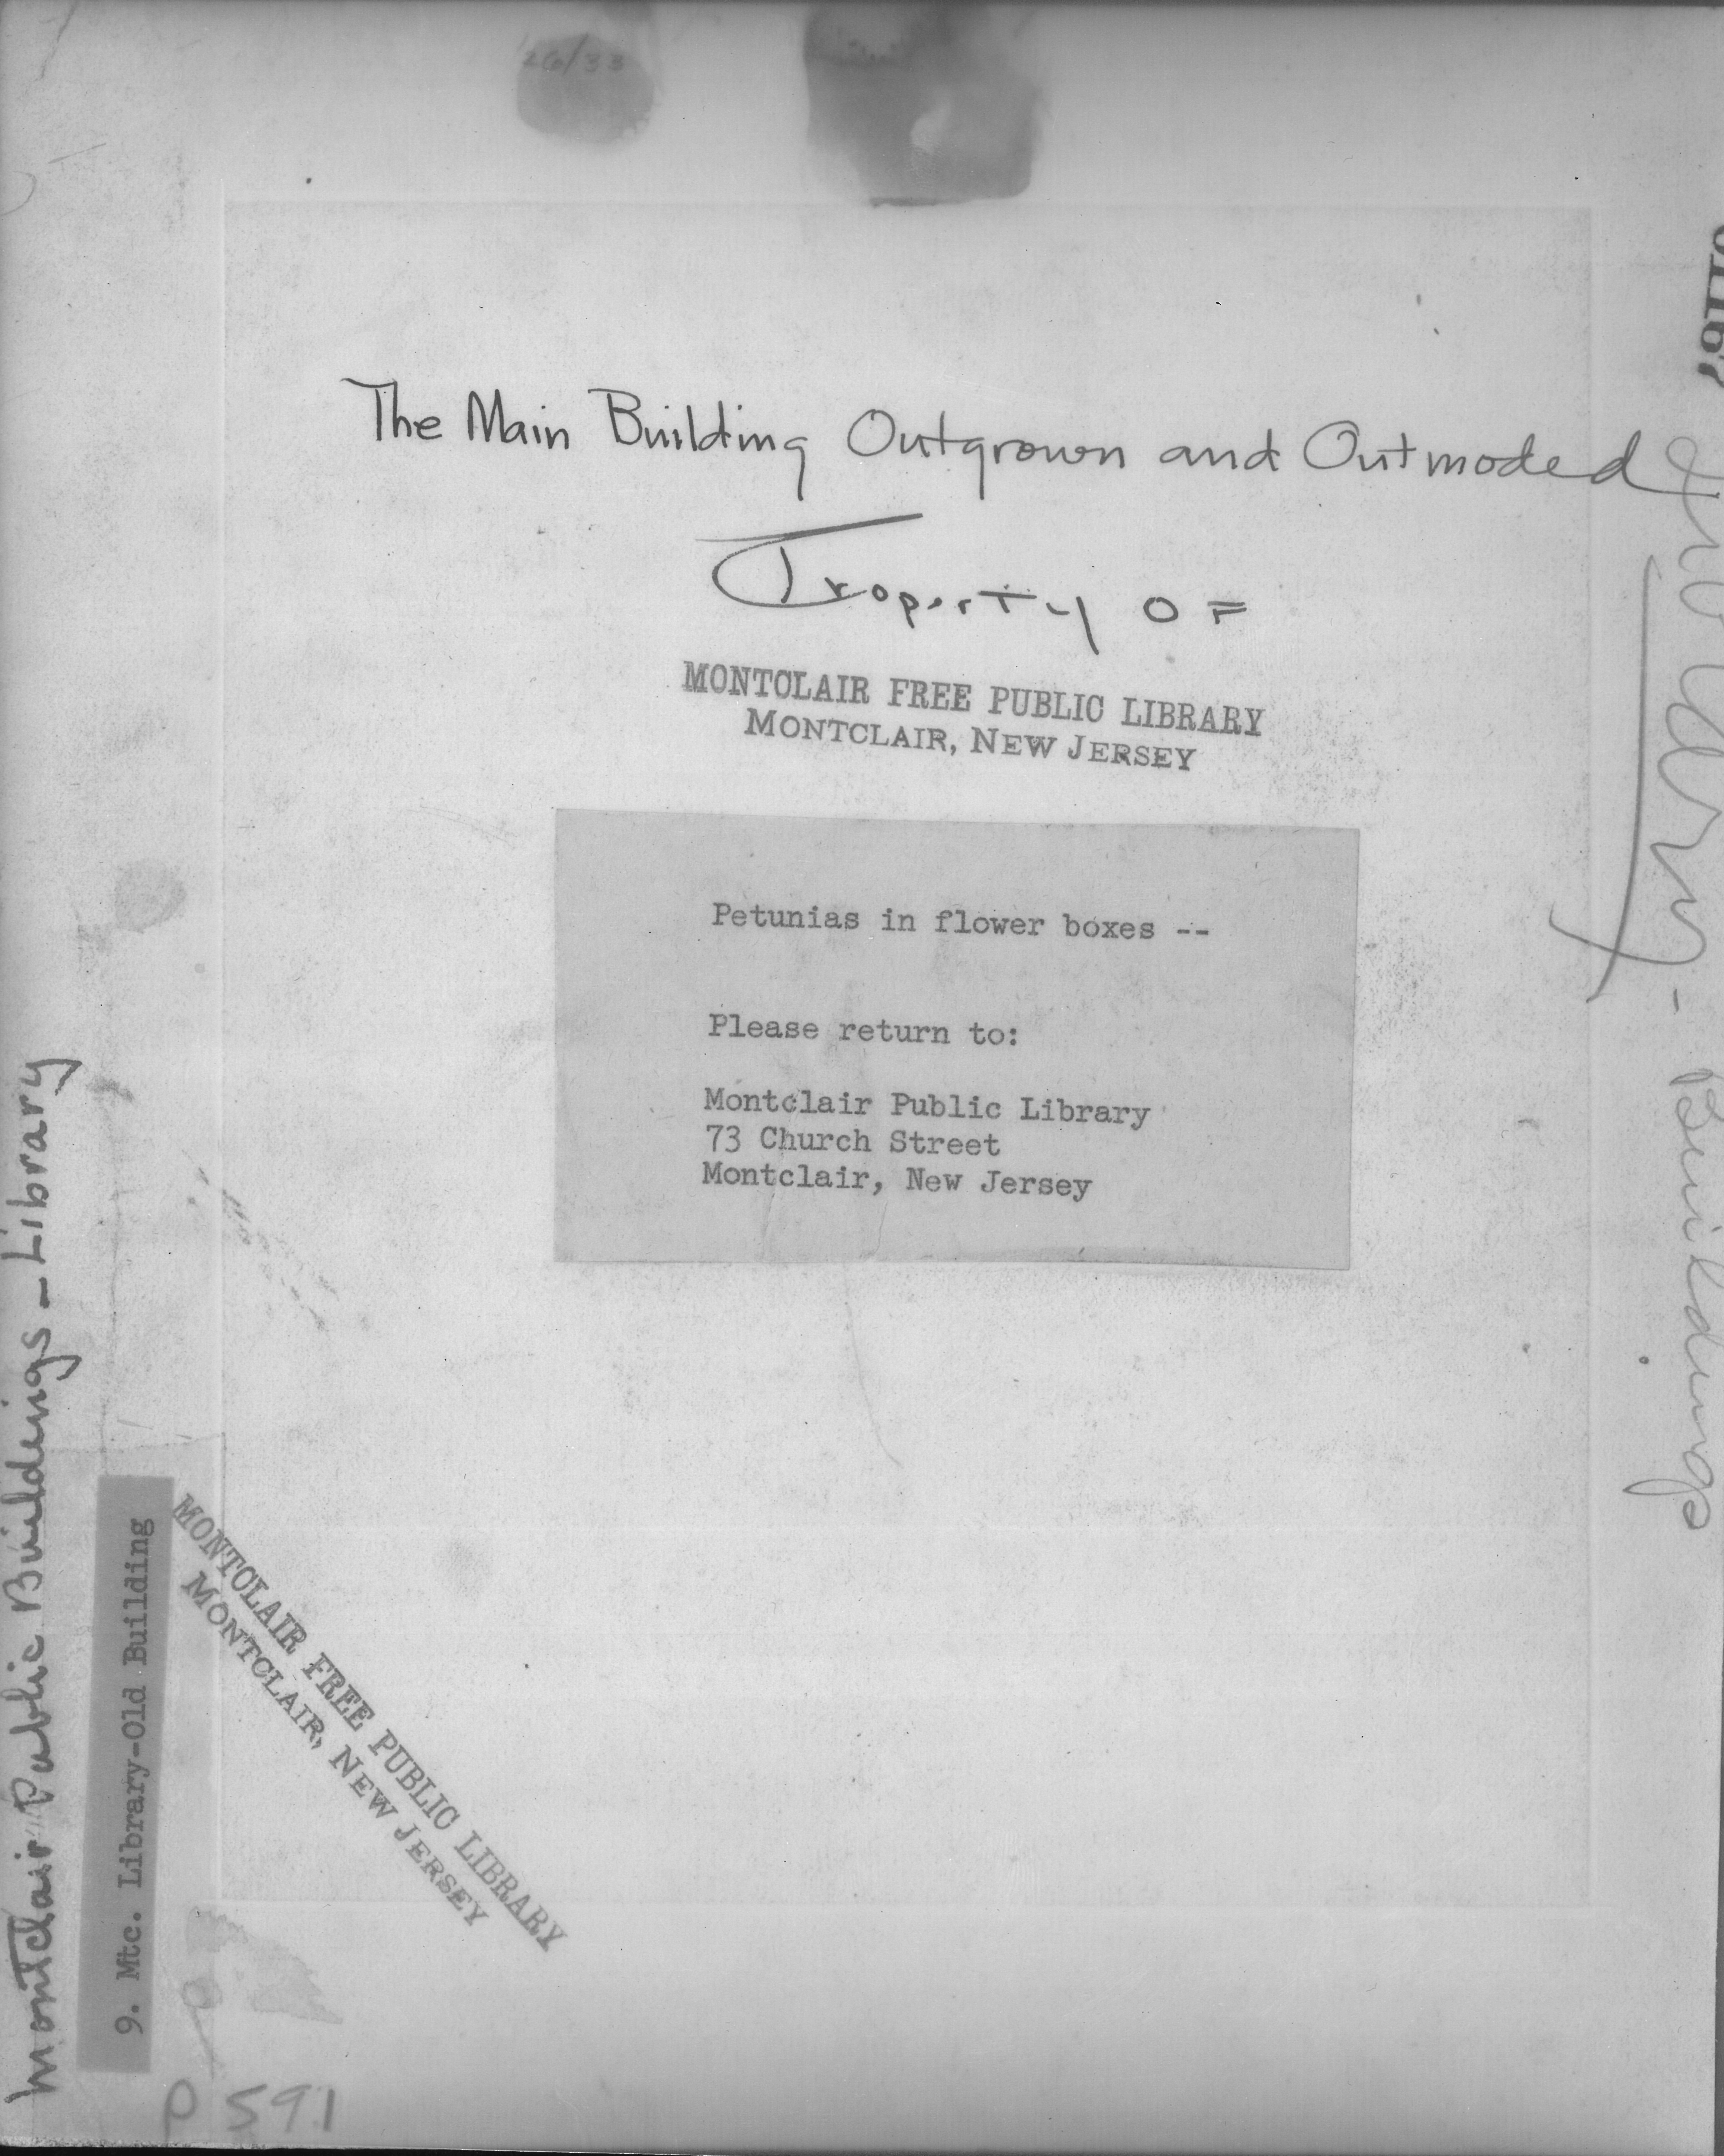 26/33
The Main Building Outgrown and Outmoded
Property OF
MONTCLAIR FREE PUBLIC LIBRARY
MONTCLAIR, NEW JERSEY
Petunias in flower boxes --
Please return to:
Montclair Public Library
73 Church Street
Montclair, New Jersey
Montclair Public Buildings - Library
9. Mtc. Library-Old Building
MONTCLAIR FREE PUBLIC LIBRARY
MONTCLAIR, NEW JERSEY
P 591
Library - Buildings